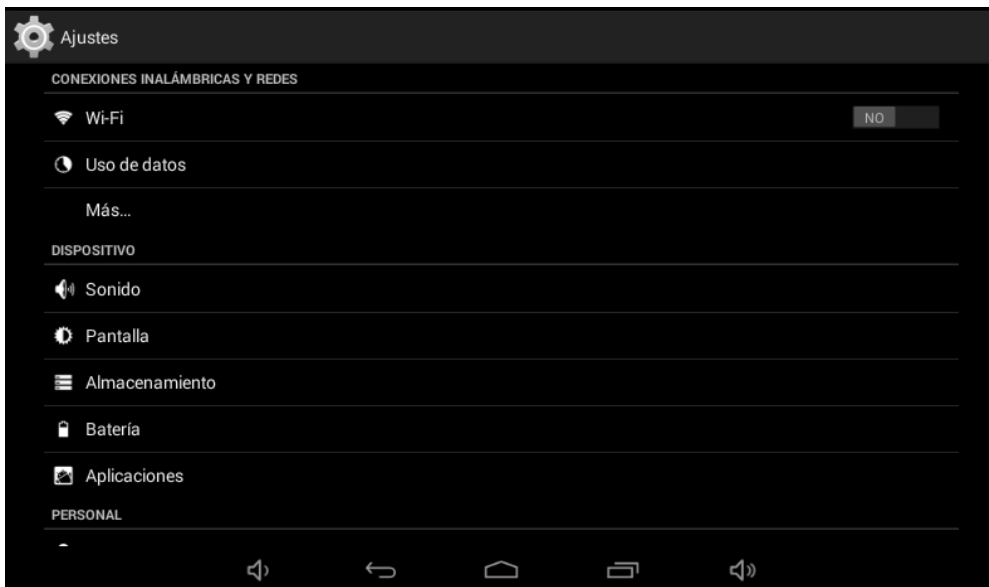 Ajustes
CONEXIONES INALÁMBRICAS Y REDES
Wi-Fi
NO
Uso de datos
Más...
DISPOSITIVO
Sonido
Pantalla
Almacenamiento
Batería
Aplicaciones
PERSONAL